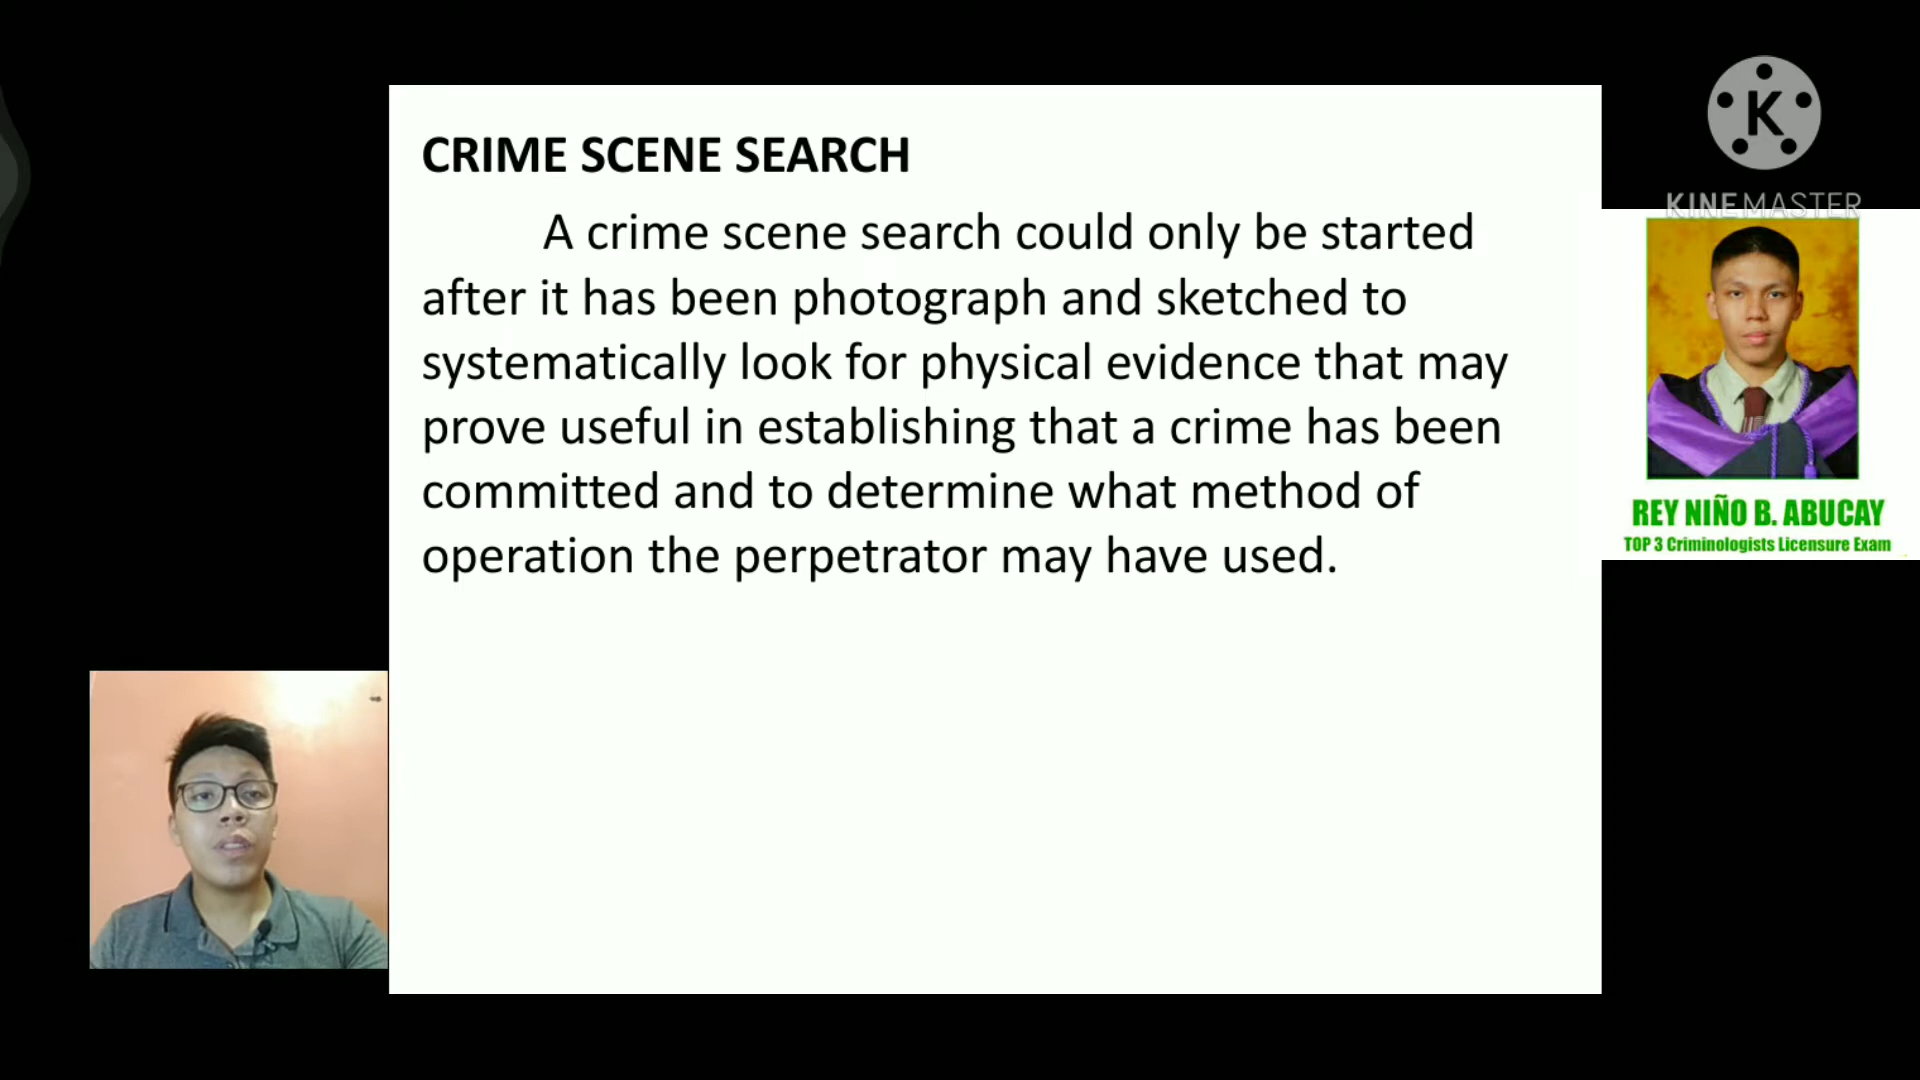 CRIME SCENE SEARCH
A crime scene search could only be started
after it has been photograph and sketched to
systematically look for physical evidence that may
prove useful in establishing that a crime has been
committed and to determine what method of
operation the perpetrator may have used.
K
KINEMASTER
REY NIÑO B. ABUCAY
TOP 3 Criminologists Licensure Exam